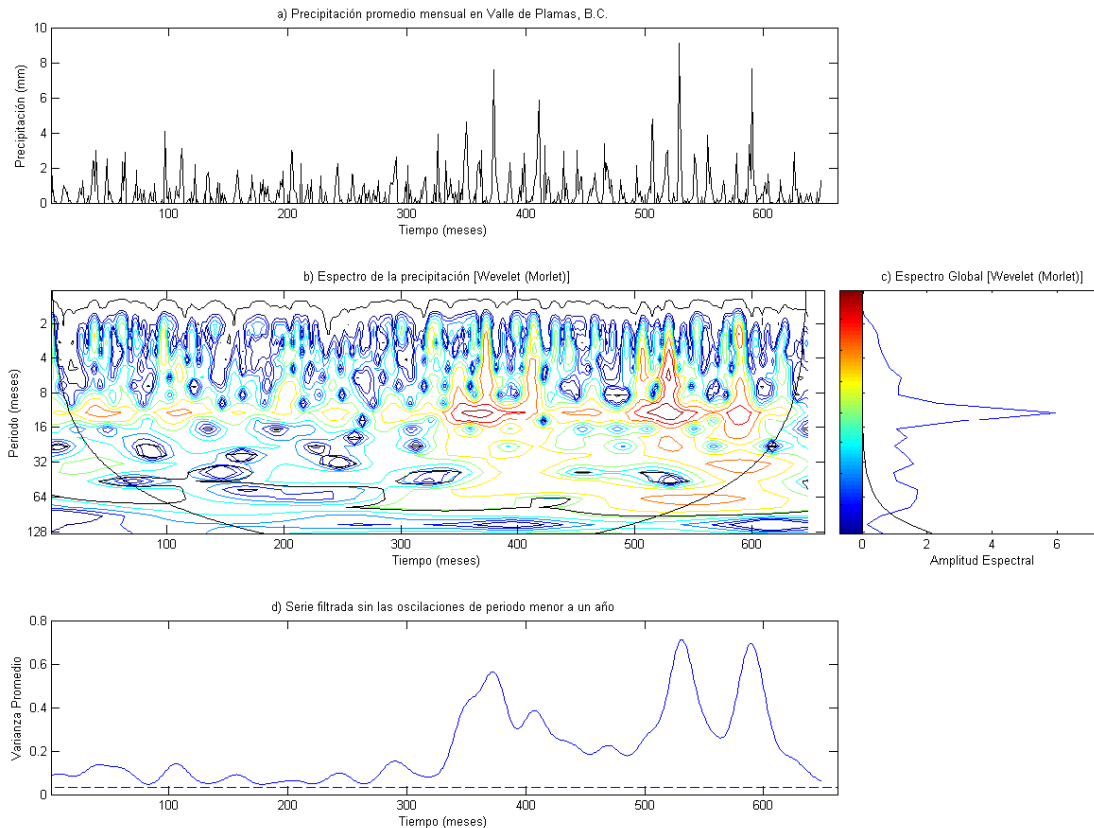 a) Precipitación promedio mensual en Valle de Plamas, B.C.
10
8
6
4
2
0
Precipitación (mm)
100 200 300 400 500 600
Tiempo (meses)
b) Espectro de la precipitación [Wevelet (Morlet)]
2
4
8
16
32
64
128
Periodo (meses)
100 200 300 400 500 600
Tiempo (meses)
c) Espectro Global [Wevelet (Morlet)]
0 2 4 6
Amplitud Espectral
d) Serie filtrada sin las oscilaciones de periodo menor a un año
0.8
0.6
0.4
0.2
0
Varianza Promedio
100 200 300 400 500 600
Tiempo (meses)